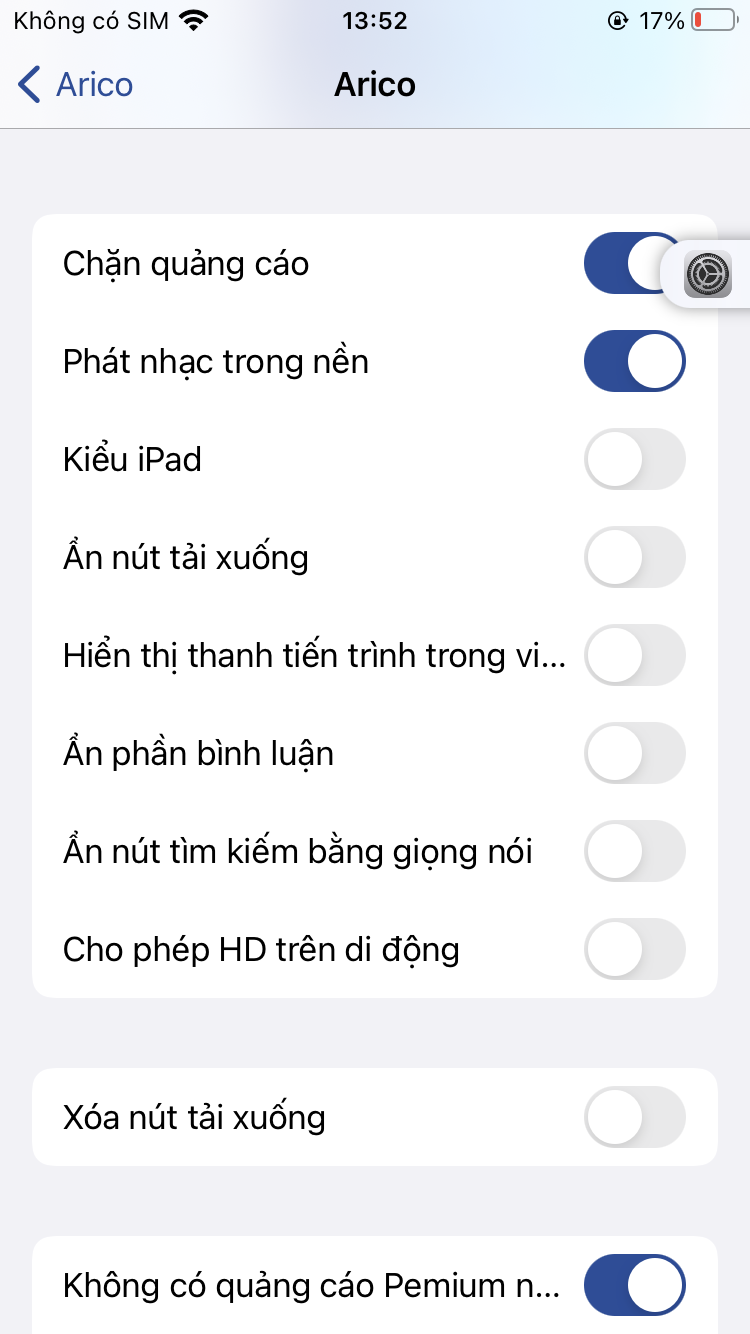 Không có SIM 13:52 17%
Arico Arico
Chặn quảng cáo
Phát nhạc trong nền
Kiểu iPad
Ẩn nút tải xuống
Hiển thị thanh tiến trình trong vi...
Ẩn phần bình luận
Ẩn nút tìm kiếm bằng giọng nói
Cho phép HD trên di động
Xóa nút tải xuống
Không có quảng cáo Pemium n...